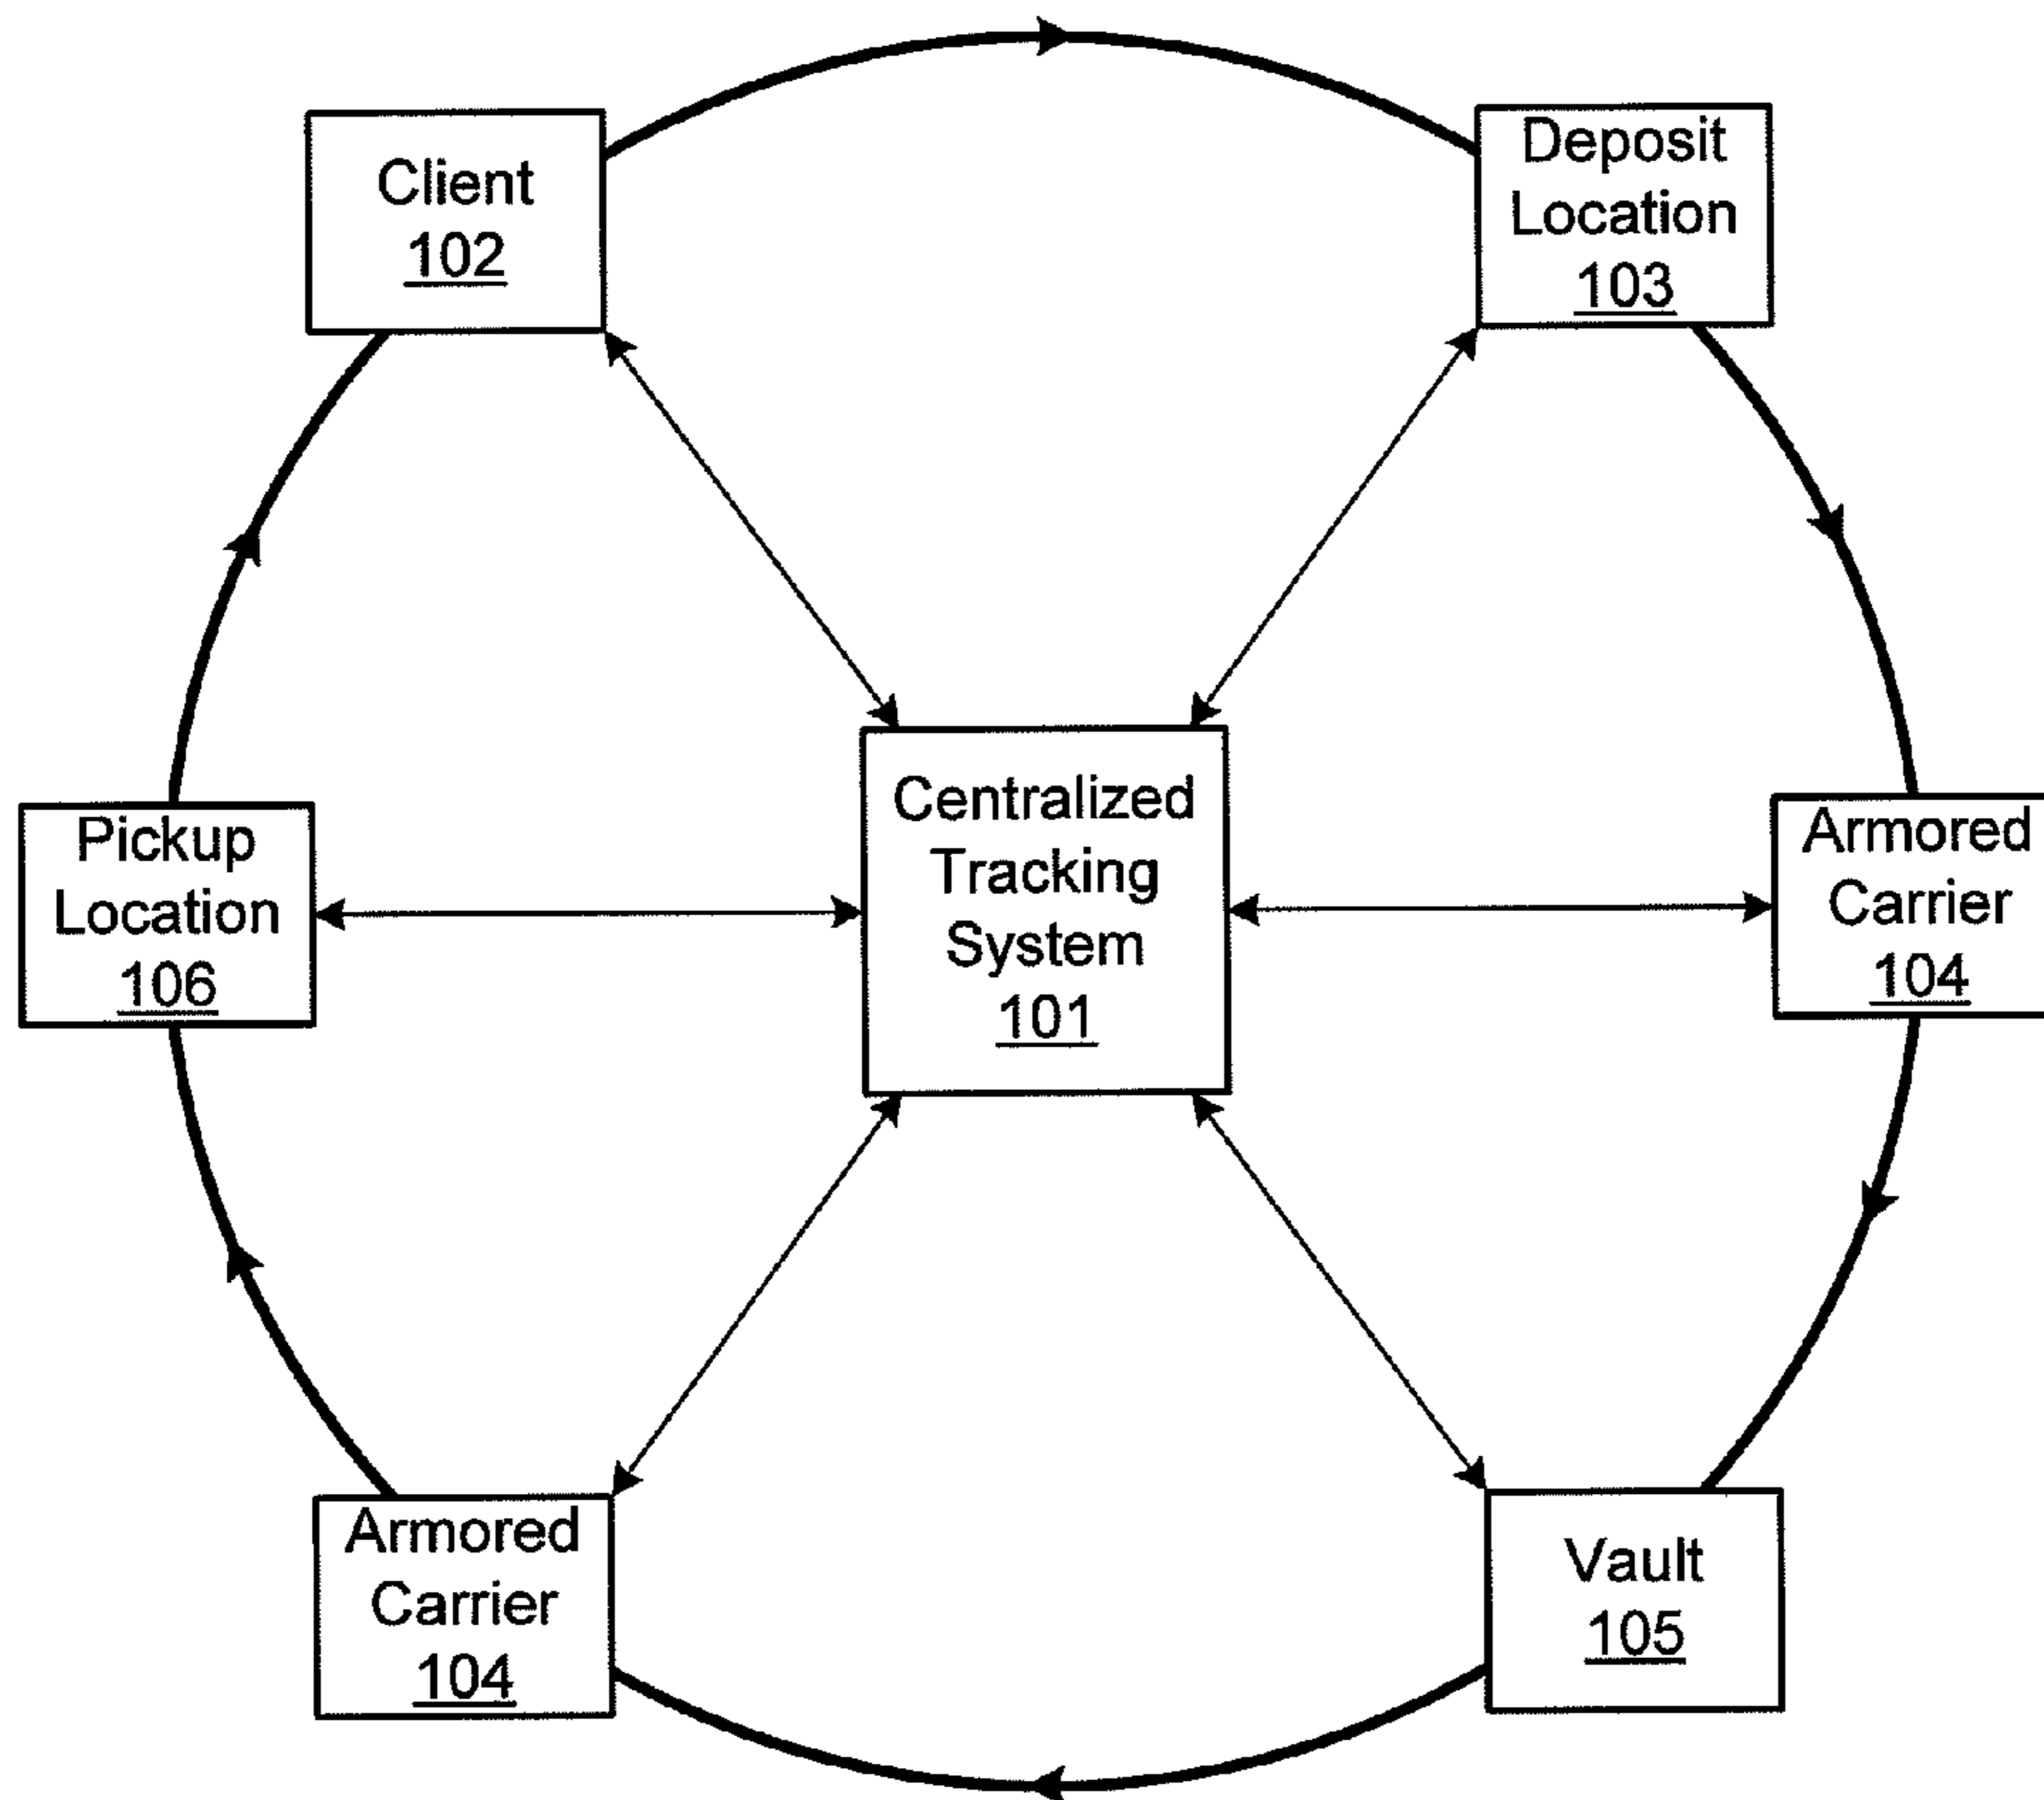 Client
102
Deposit
Location
103
Pickup
Location
106
Centralized
Tracking
System
101
Armored
Carrier
104
Armored
Carrier
104
Vault
105